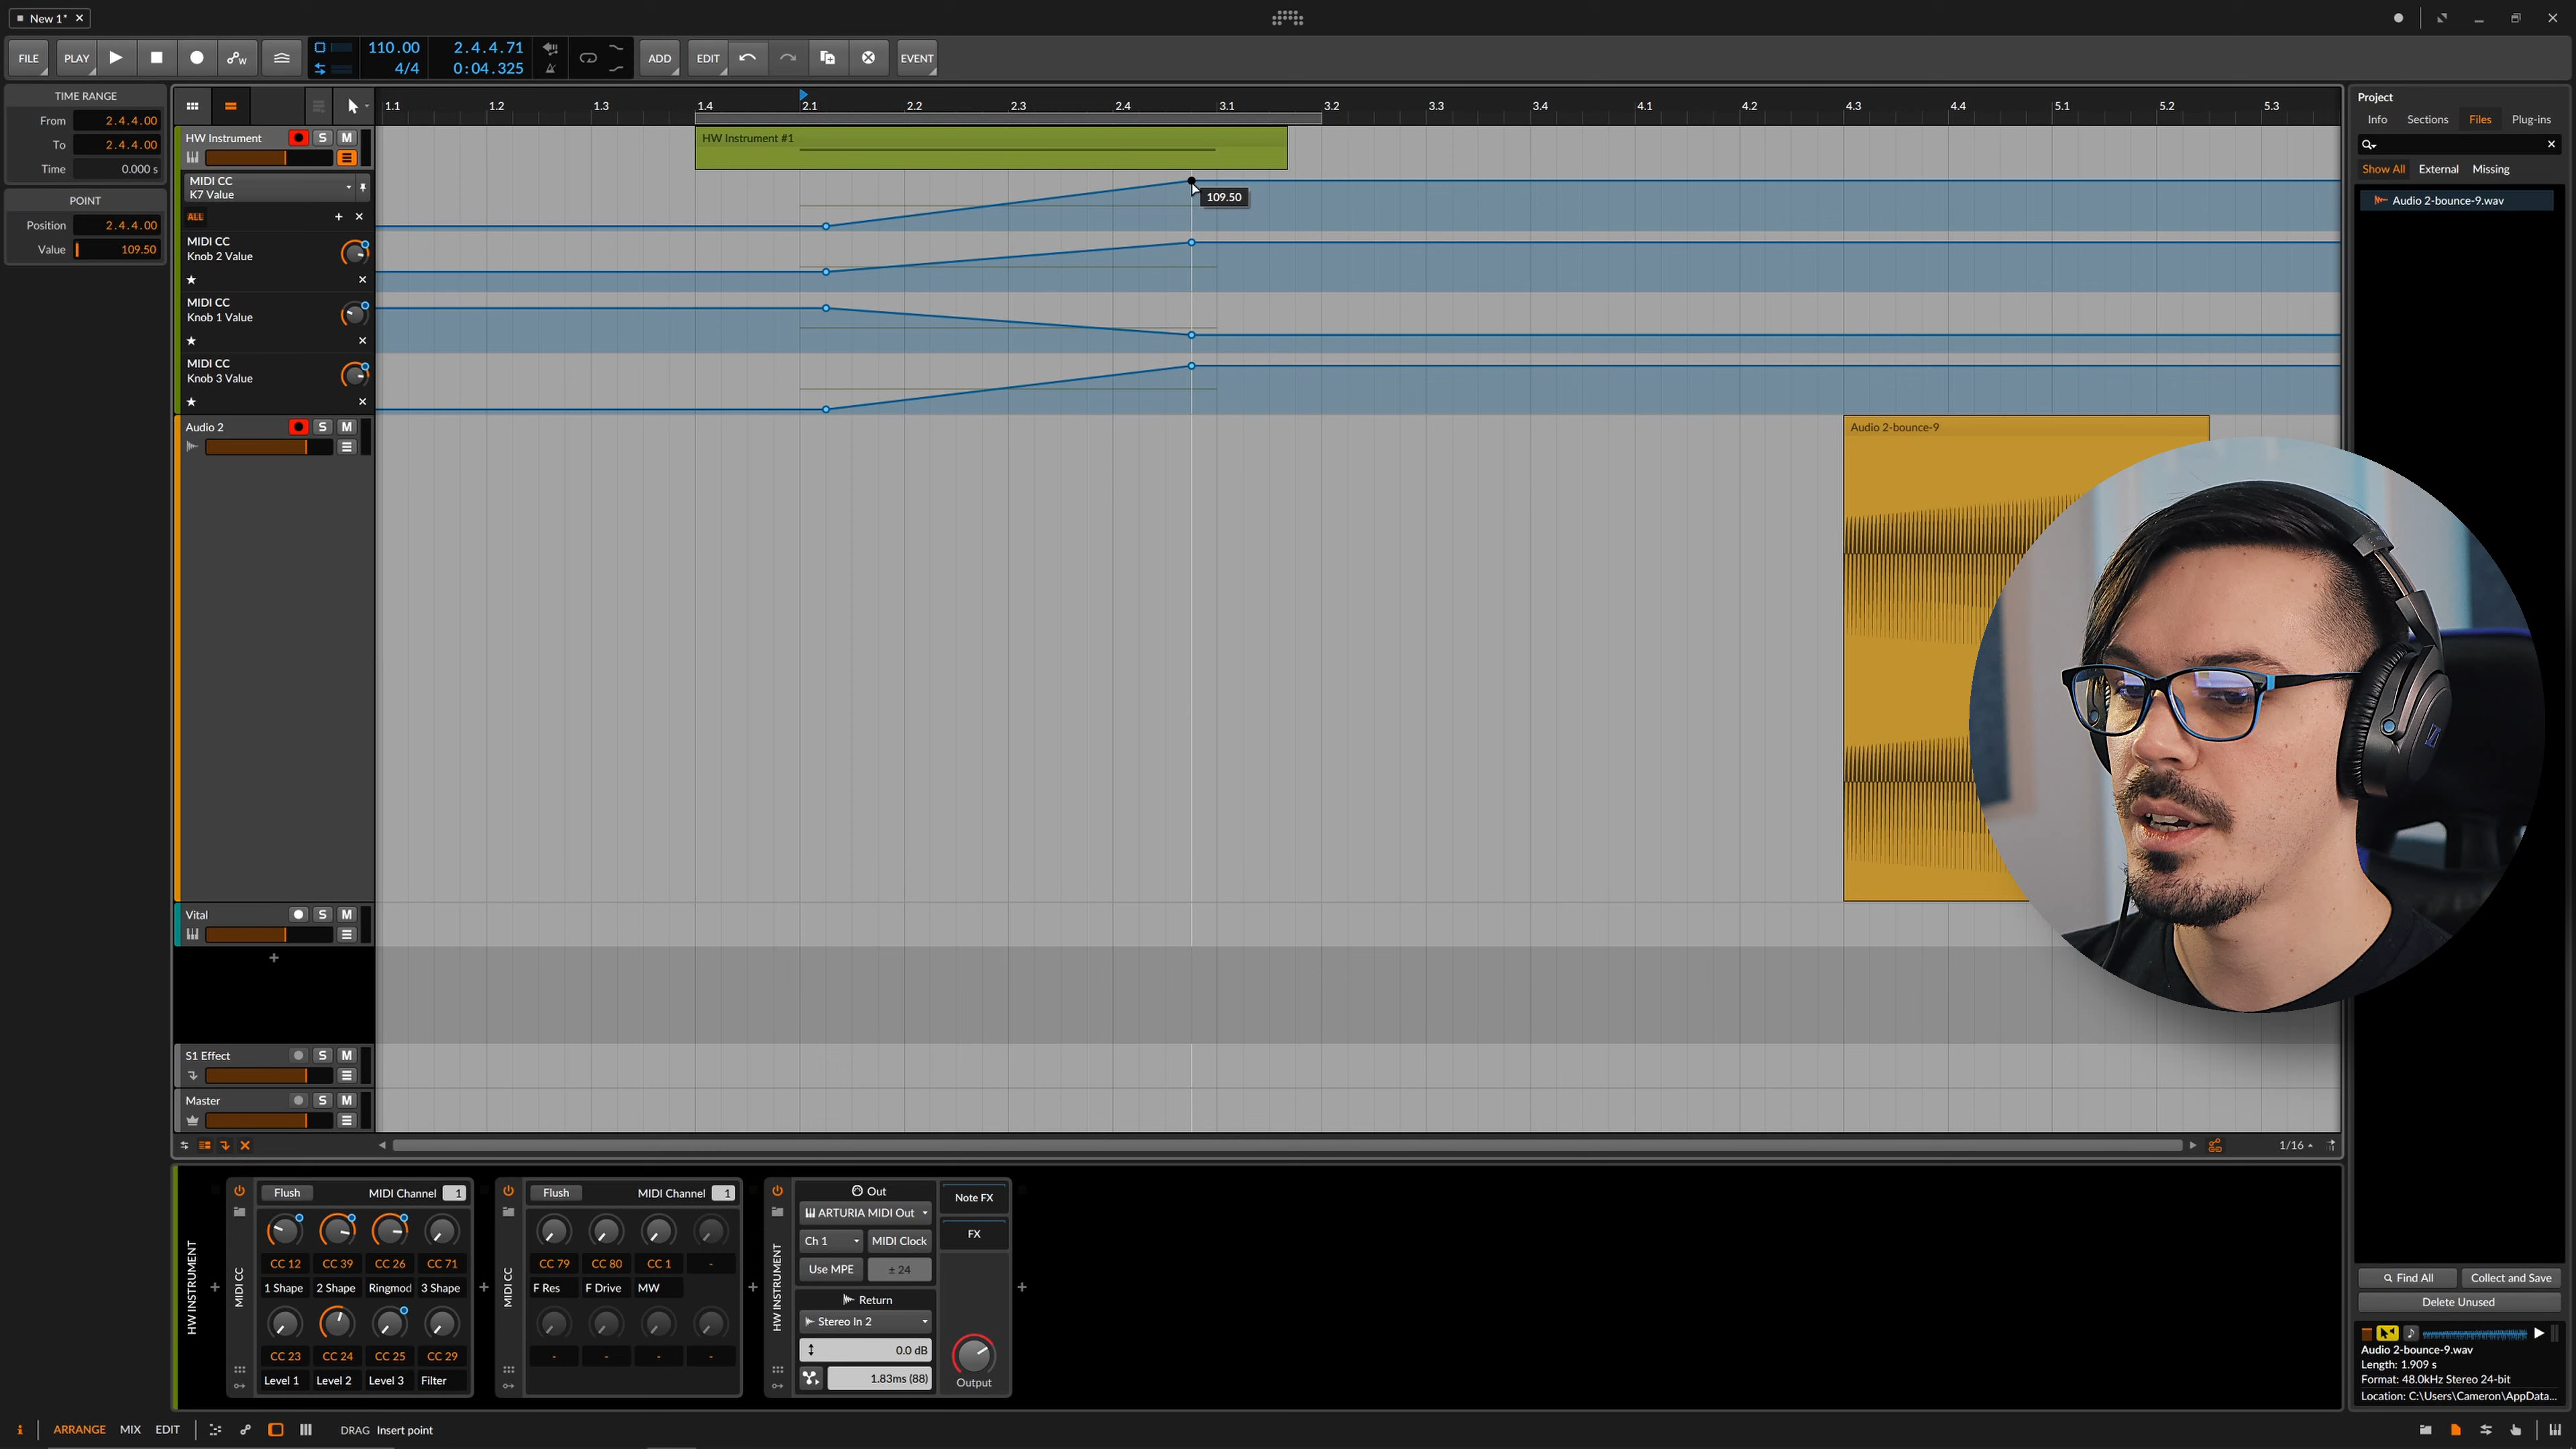 New 1*
FILE
PLAY
110.00
4/4
2.4.4.71
0:04.325
ADD
EDIT
EVENT
TIME RANGE
From 2.4.4.00
To 2.4.4.00
Time 0.000 s
POINT
Position 2.4.4.00
Value 109.50
1.1 1.2 1.3 1.4 2.1 2.2 2.3 2.4 3.1 3.2 3.3 3.4 4.1 4.2 4.3 4.4 5.1 5.2 5.3
HW Instrument S M
HW Instrument #1
MIDI CC
K7 Value
109.50
ALL
MIDI CC
Knob 2 Value
MIDI CC
Knob 1 Value
MIDI CC
Knob 3 Value
Audio 2 S M
Audio 2-bounce-9
Vital S M
S1 Effect S M
Master S M
1/16
Project
Info Sections Files Plug-ins
Show All External Missing
Audio 2-bounce-9.wav
Find All Collect and Save
Delete Unused
Audio 2-bounce-9.wav
Length: 1.909 s
Format: 48.0kHz Stereo 24-bit
Location: C:\Users\Cameron\AppData...
HW INSTRUMENT
MIDI CC
Flush MIDI Channel 1
CC 12 CC 39 CC 26 CC 71
1 Shape 2 Shape Ringmod 3 Shape
CC 23 CC 24 CC 25 CC 29
Level 1 Level 2 Level 3 Filter
MIDI CC
Flush MIDI Channel 1
CC 79 CC 80 CC 1 -
F Res F Drive MW
- - - -
HW INSTRUMENT
Out
ARTURIA MIDI Out
Ch 1 MIDI Clock
Use MPE ± 24
Return
Stereo In 2
0.0 dB
1.83ms (88)
Note FX
FX
Output
i ARRANGE MIX EDIT DRAG Insert point